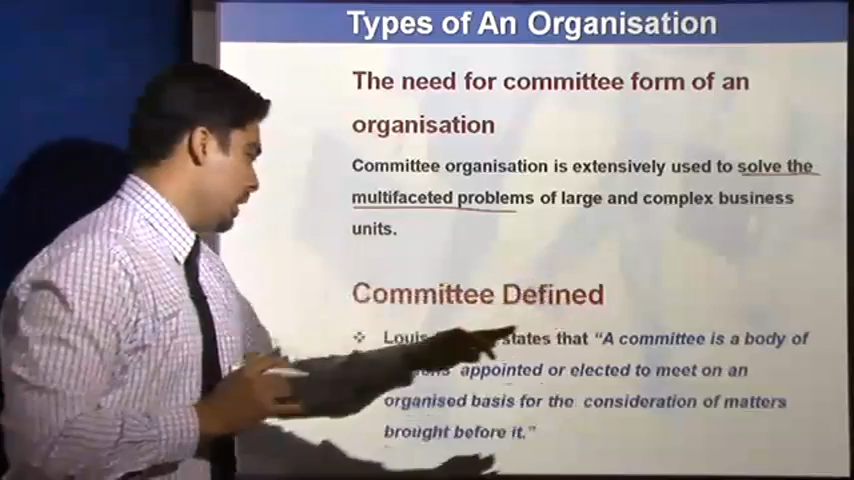 Types of An Organisation
The need for committee form of an
organisation
Committee organisation is extensively used to solve the
multifaceted problems of large and complex business
units.
Committee Defined
Louis states that “A committee is a body of
appointed or elected to meet on an
organised basis for the consideration of matters
brought before it.”